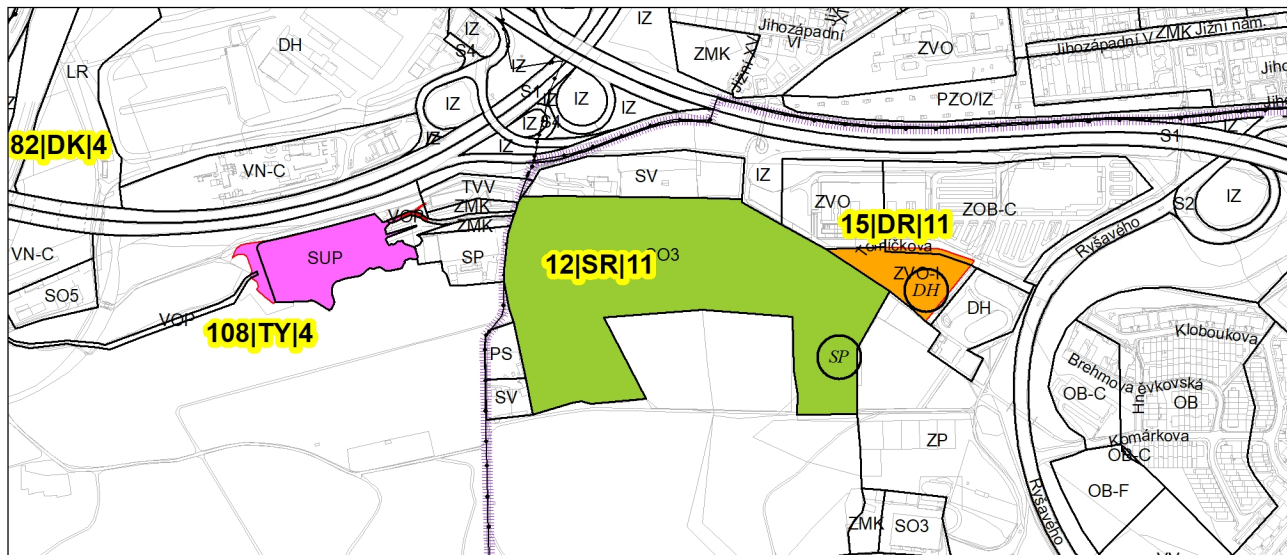 IZ
Jihozápadní
VI
ZMK
Jižní XV
ZVO
ZMK
Jižní nám.
Jihozápadní V
DH
S4
IZ
LR
S1
IZ
IZ
IZ
IZ
IZ
PZO/IZ
S1
IZ
82|DK|4
VN-C
TVV
ZMK
ZMK
SV
IZ
ZVO
ZOB-C
S2
IZ
Ryšavého
15|DR|11
VN-C
SUP
SP
12|SR|11
ZVO-I
DH
DH
SO5
VOP
108|TY|4
PS
SP
SV
Kloboukova
Brehmova
OB-C
OB
Komárkova
OB-C
ZP
OB-F
Ryšavého
ZMK
SO3